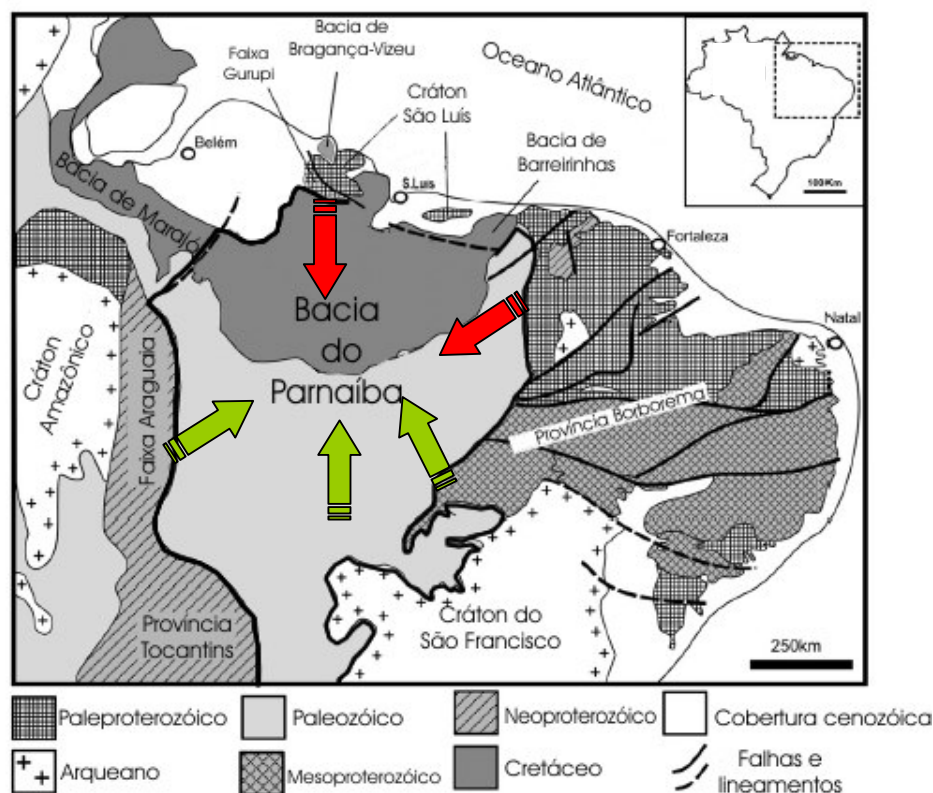 Bacia de
Bragança-Vizeu
Faixa
Gurupi
Cráton
São Luís
Oceano Atlântico
100Km
Belém
Bacia de
Barreirinhas
S.Luis
Bacia de Marajó
Fortaleza
Natal
Bacia
do
Parnaíba
Cráton
Amazônico
Faixa Araguaia
Província Borborema
Província
Tocantins
Cráton do
São Francisco
250km
Paleproterozóico
Paleozóico
Neoproterozóico
Cobertura cenozóica
Arqueano
Mesoproterozóico
Cretáceo
Falhas e
lineamentos